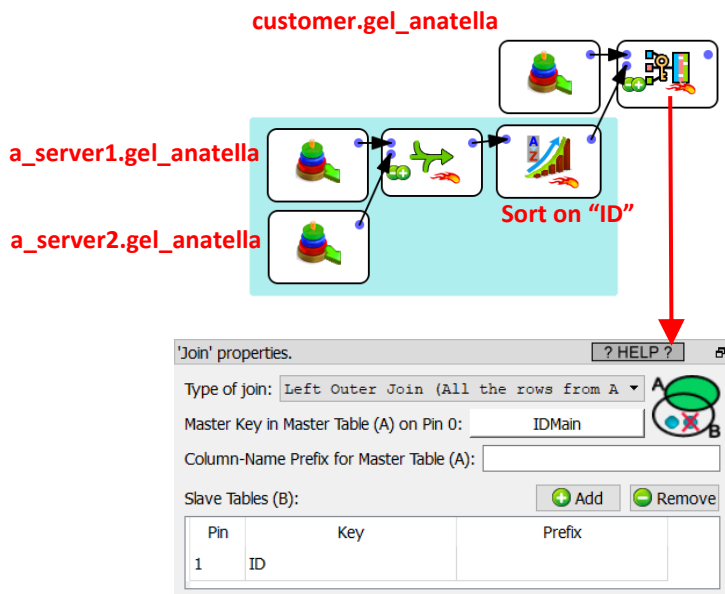 customer.gel_anatella
a_server1.gel_anatella
A
Z
Sort on “ID”
a_server2.gel_anatella
'Join' properties.
? HELP ?
Type of join: Left Outer Join (All the rows from A
A
B
Master Key in Master Table (A) on Pin 0: IDMain
Column-Name Prefix for Master Table (A):
Slave Tables (B):
Add
Remove
Pin Key Prefix
1 ID